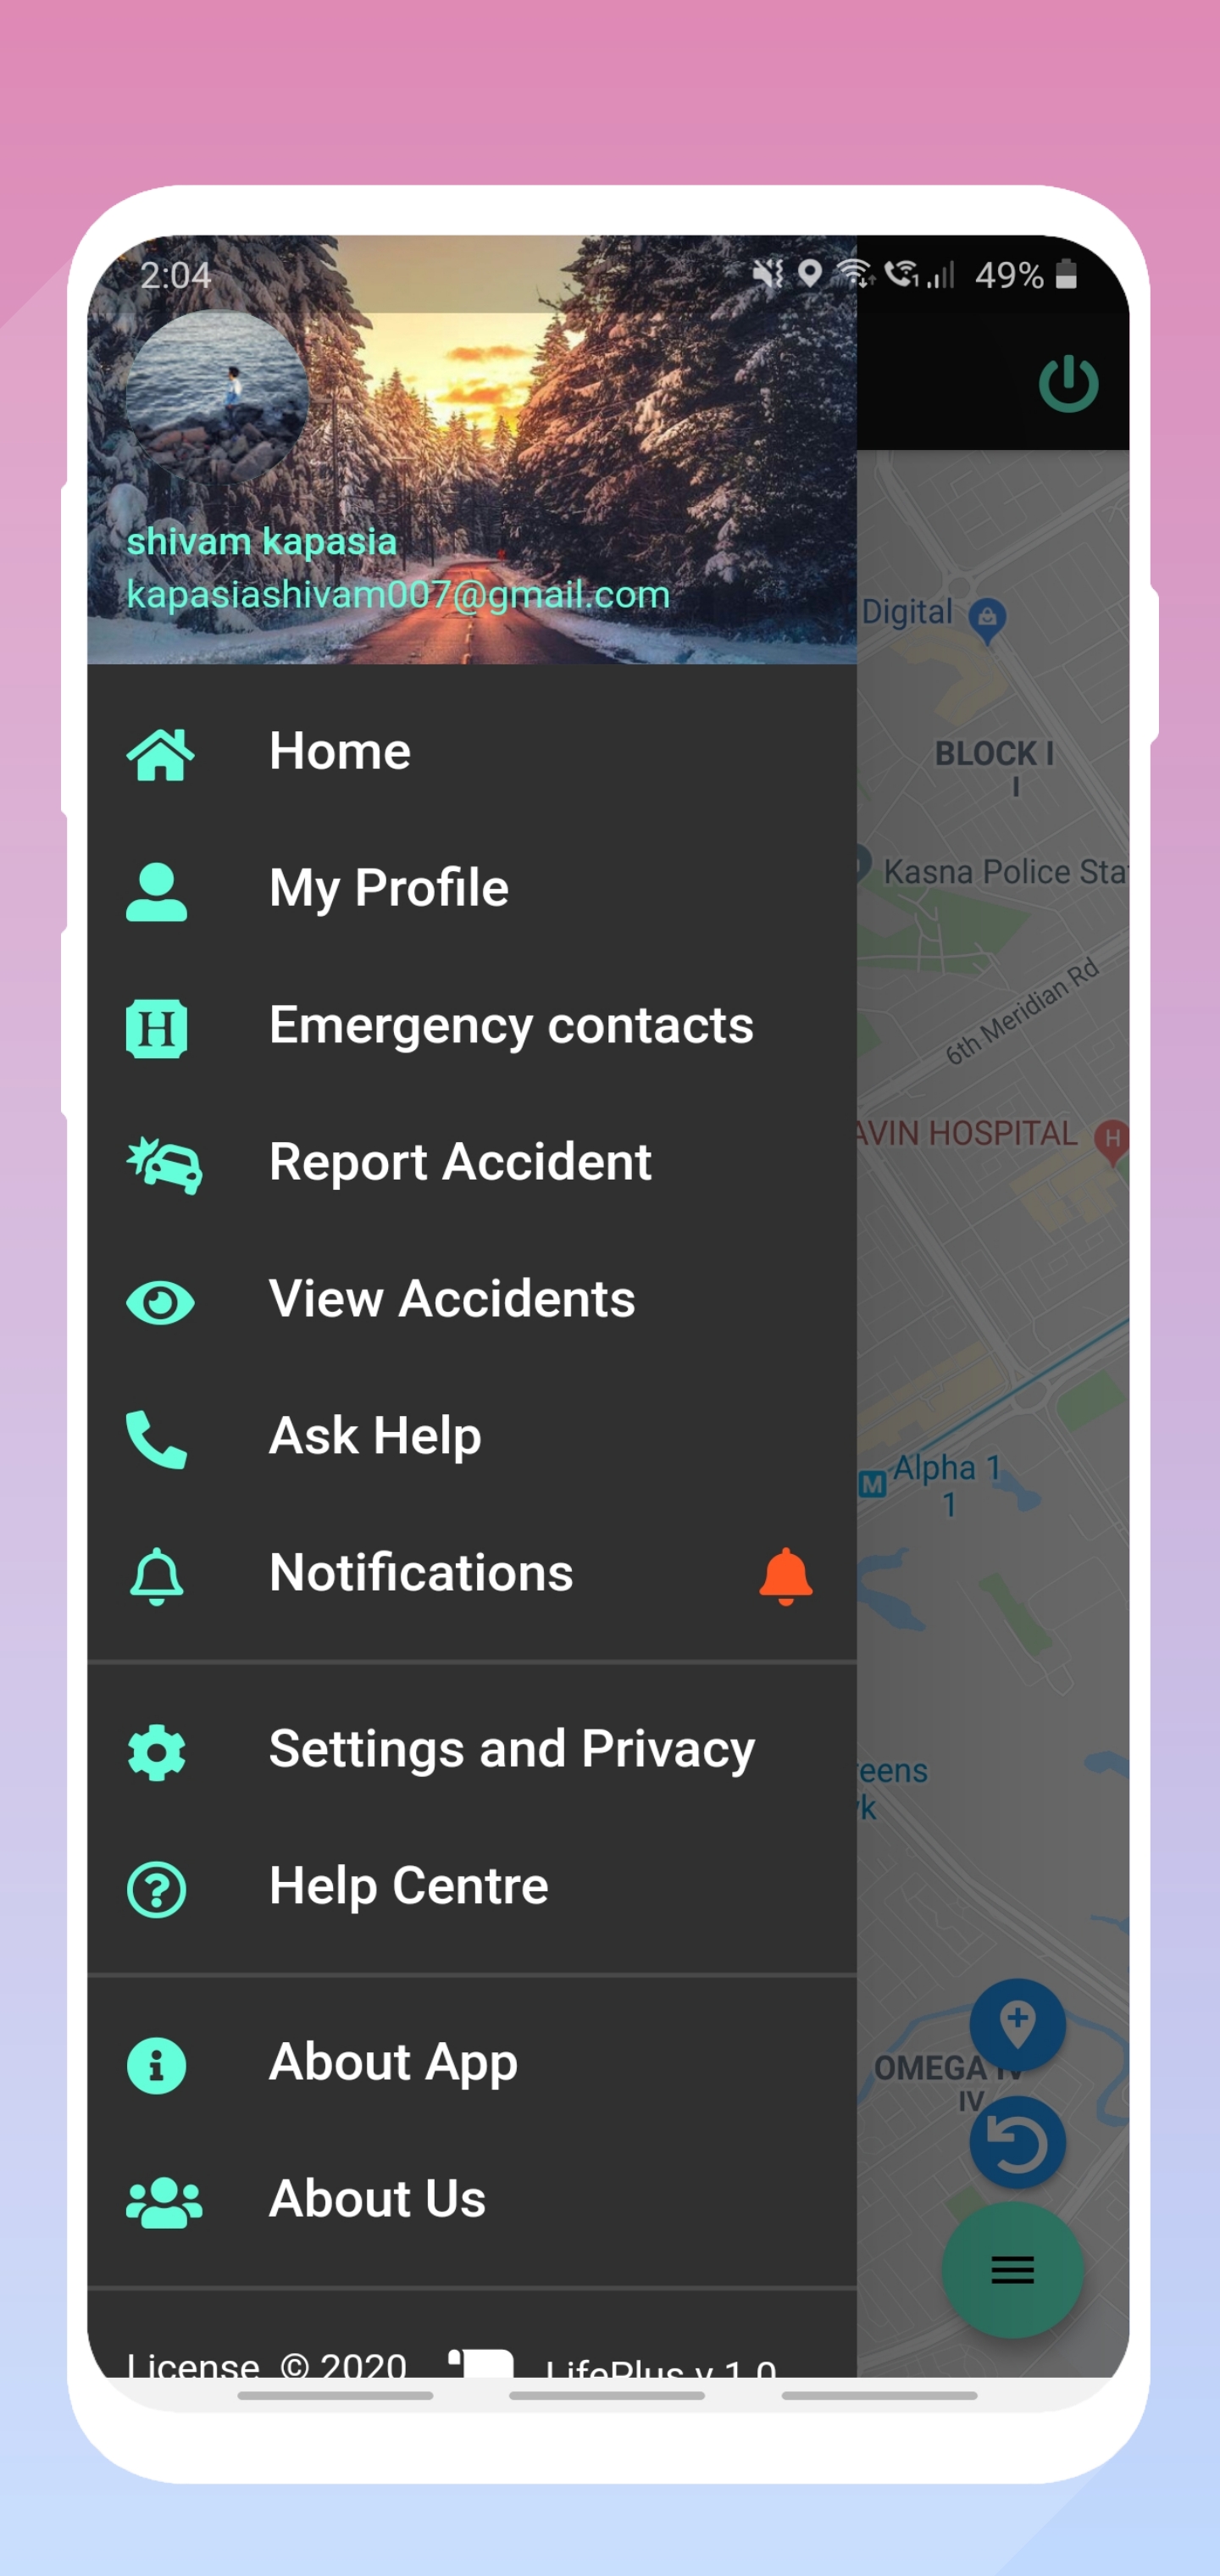 2:04
49%
shivam kapasia
kapasiashivam007@gmail.com
Home
My Profile
Emergency contacts
Report Accident
View Accidents
Ask Help
Notifications
Settings and Privacy
Help Centre
About App
About Us
License © 2020
LifePlus v 1.0
Digital
BLOCK I
I
Kasna Police Sta
6th Meridian Rd
AVIN HOSPITAL
H
M
Alpha 1
1
eens
k
OMEGA IV
IV